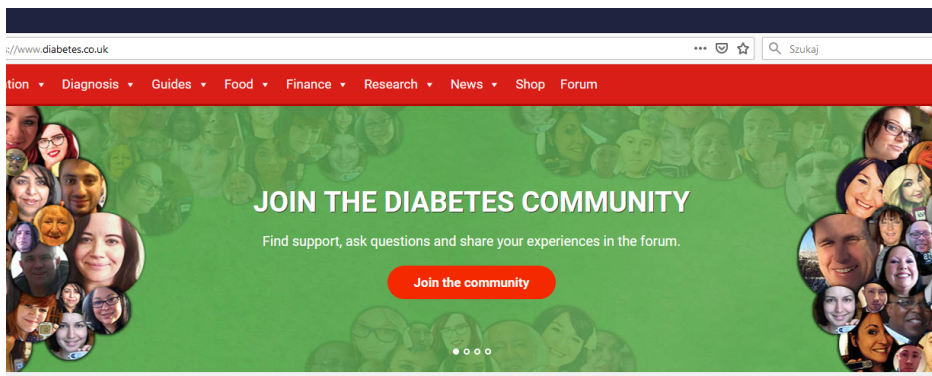 s://www.diabetes.co.uk
Szukaj
tion Diagnosis Guides Food Finance Research News Shop Forum
JOIN THE DIABETES COMMUNITY
Find support, ask questions and share your experiences in the forum.
Join the community